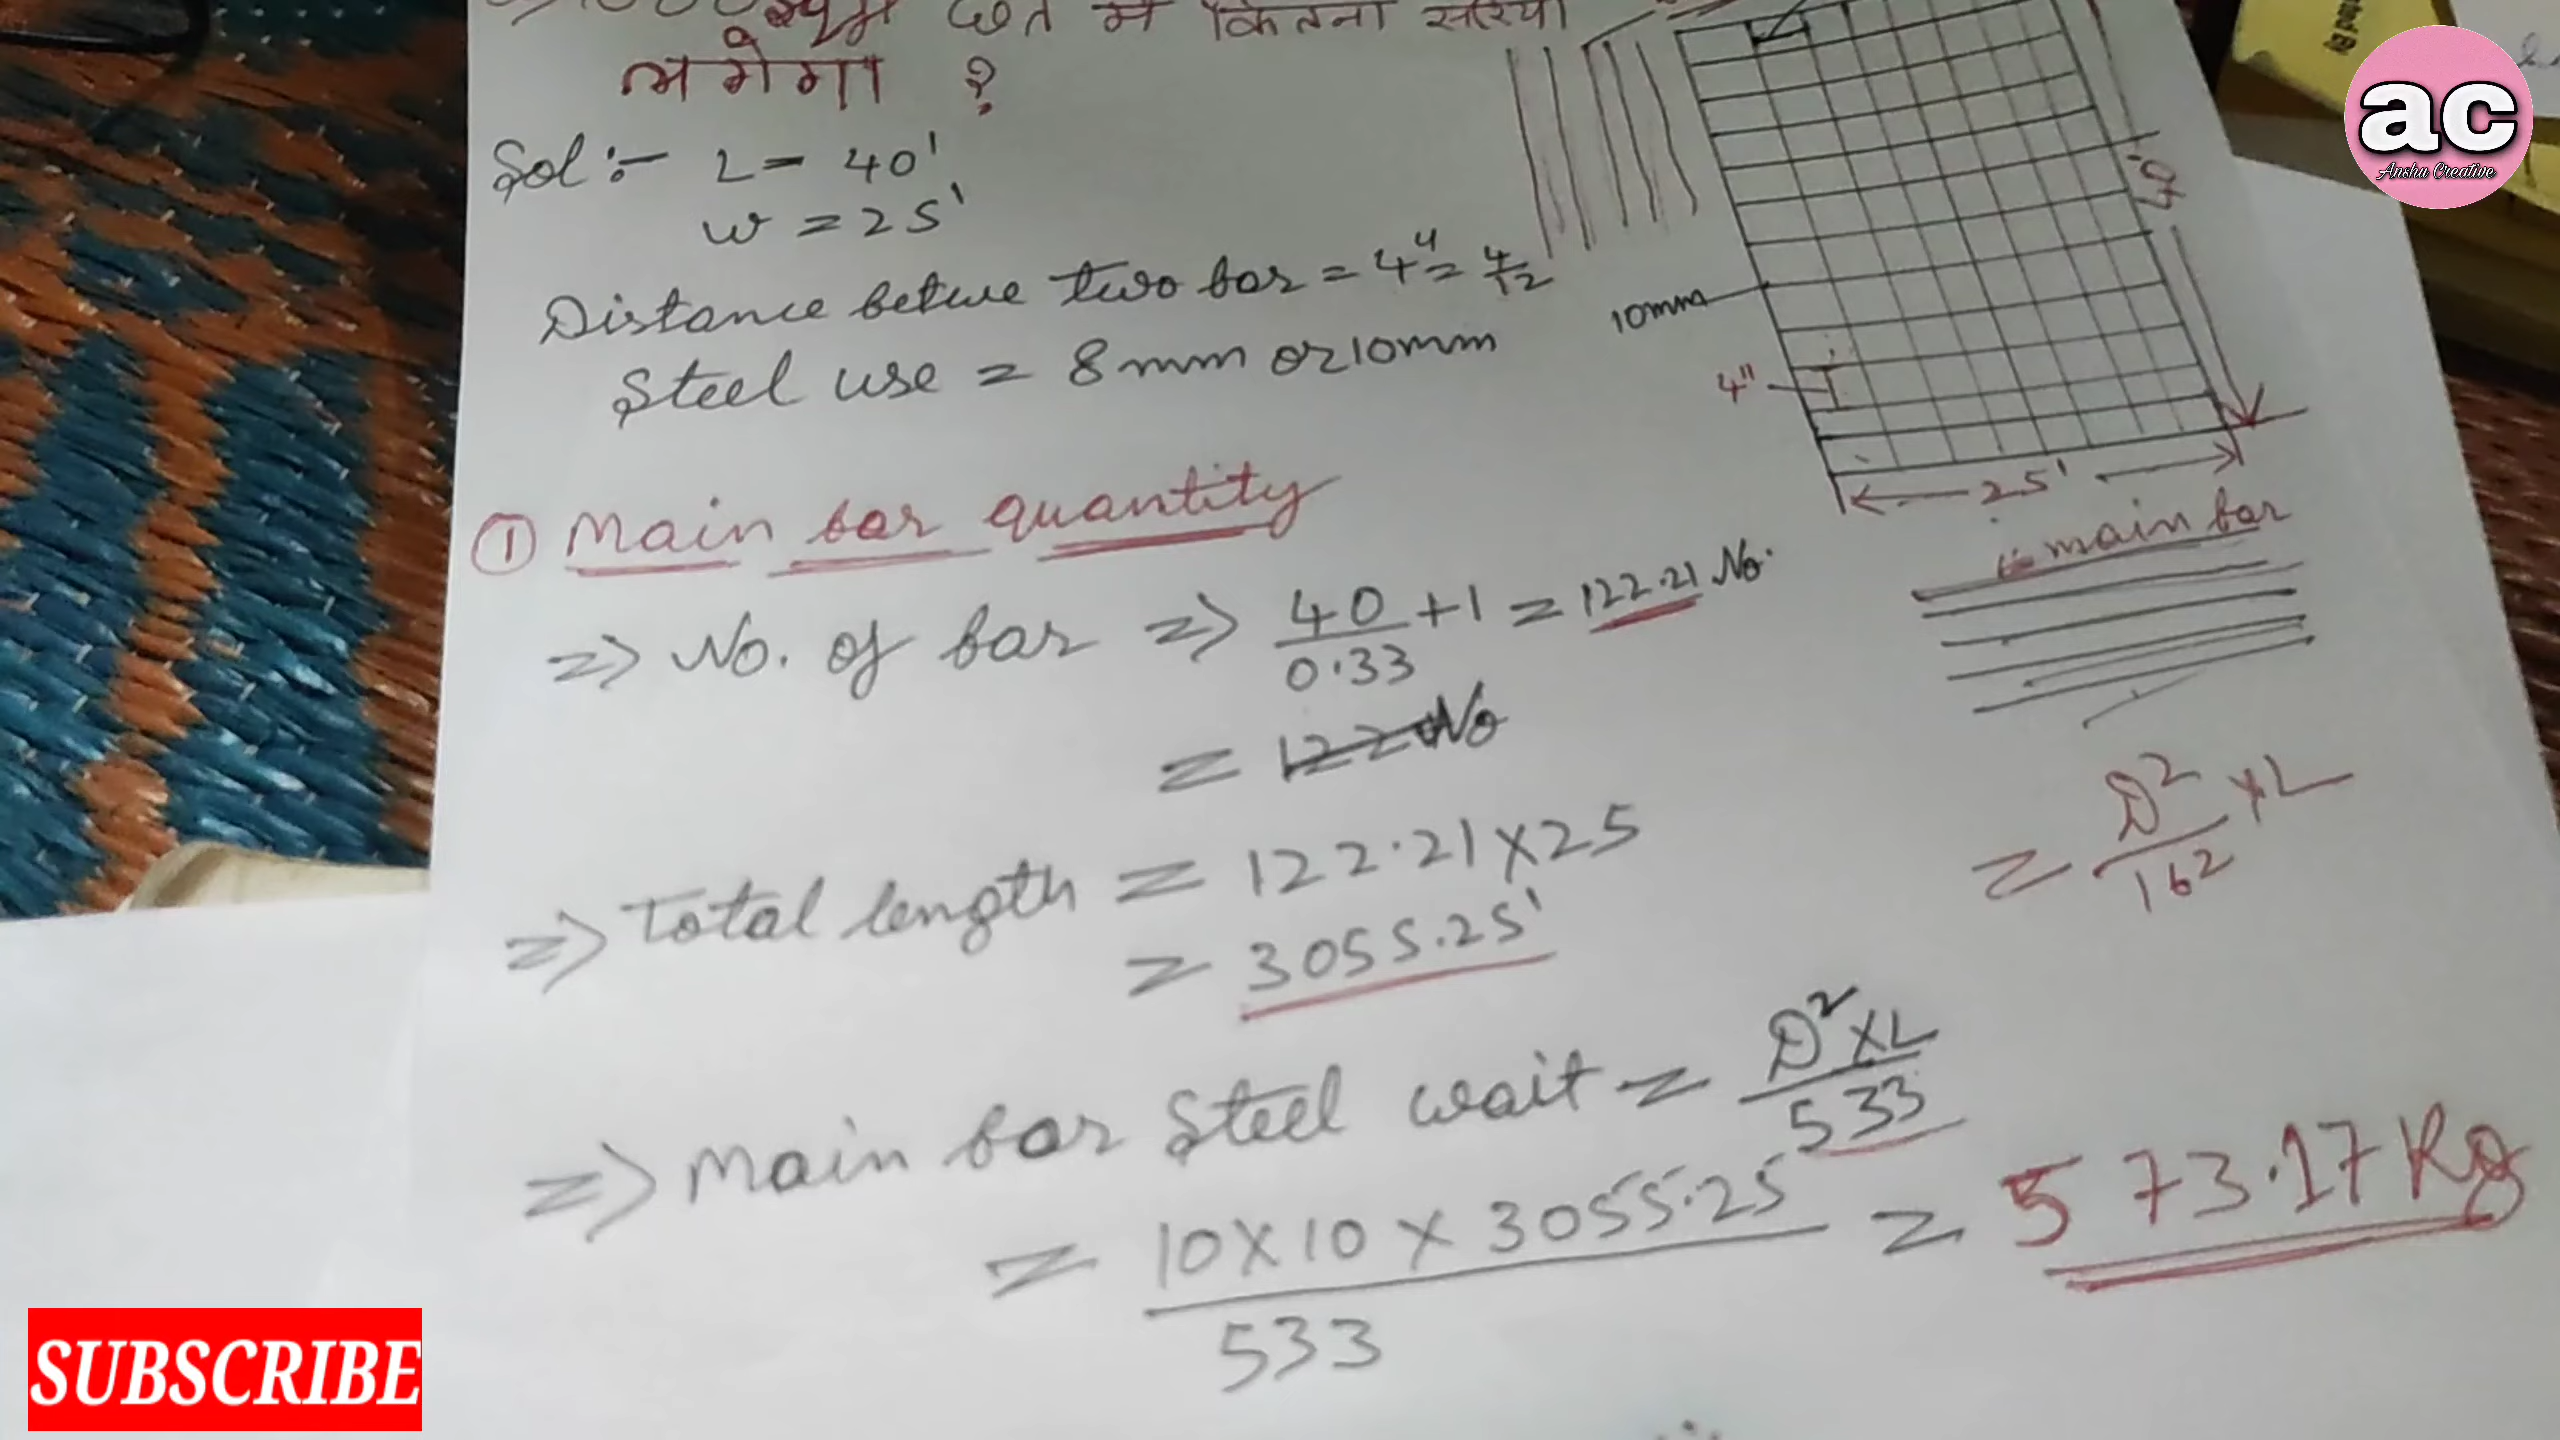 छत में कितना सरिया
लगेगा ?
Sol :- L = 40'
W = 25'
Distance betwe two bar = 4" = 4/12
Steel use = 8mm or 10mm
① Main bar quantity
=> No. of bar => 40/0.33 + 1 = 122.21 No.
= 122 No
=> Total length = 122.21 x 25
= 3055.25'
=> Main bar Steel wait = D² x L / 533
= 10 x 10 x 3055.25 / 533 = 573.17 Kg
10mm
4"
40'
25'
main bar
= D²/162 x L
ac
Anshu Creative
SUBSCRIBE